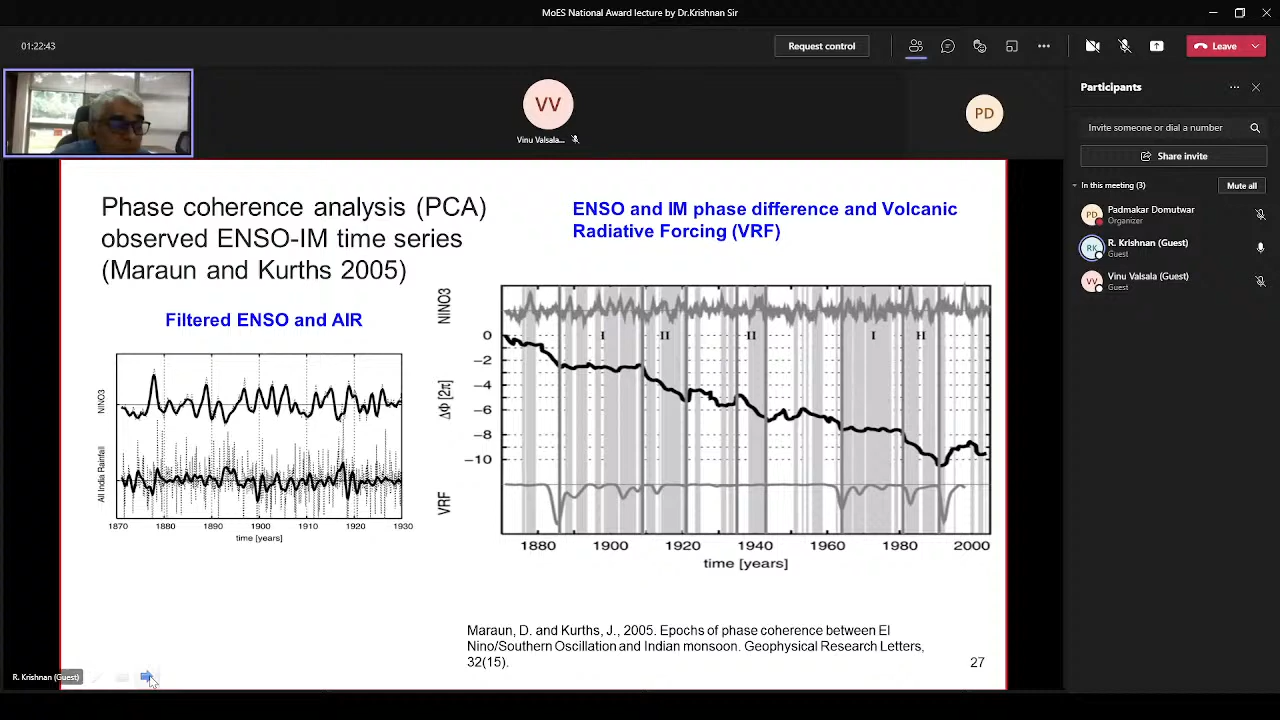 MoES National Award lecture by Dr.Krishnan Sir
01:22:43
Request control
Leave
VV
Vinu Valsala...
PD
Participants
Invite someone or dial a number
Share invite
In this meeting (3)
Mute all
PD
Diwakar Domutwar
Organizer
RK
R. Krishnan (Guest)
Guest
VV
Vinu Valsala (Guest)
Guest
Phase coherence analysis (PCA)
observed ENSO-IM time series
(Maraun and Kurths 2005)
Filtered ENSO and AIR
NINO3
All India Rainfall
1870 1880 1890 1900 1910 1920 1930
time [years]
ENSO and IM phase difference and Volcanic
Radiative Forcing (VRF)
NINO3
ΔΦ [2π]
VRF
0
−2
−4
−6
−8
−10
I II II I II
1880 1900 1920 1940 1960 1980 2000
time [years]
Maraun, D. and Kurths, J., 2005. Epochs of phase coherence between El
Nino/Southern Oscillation and Indian monsoon. Geophysical Research Letters,
32(15).
27
R. Krishnan (Guest)